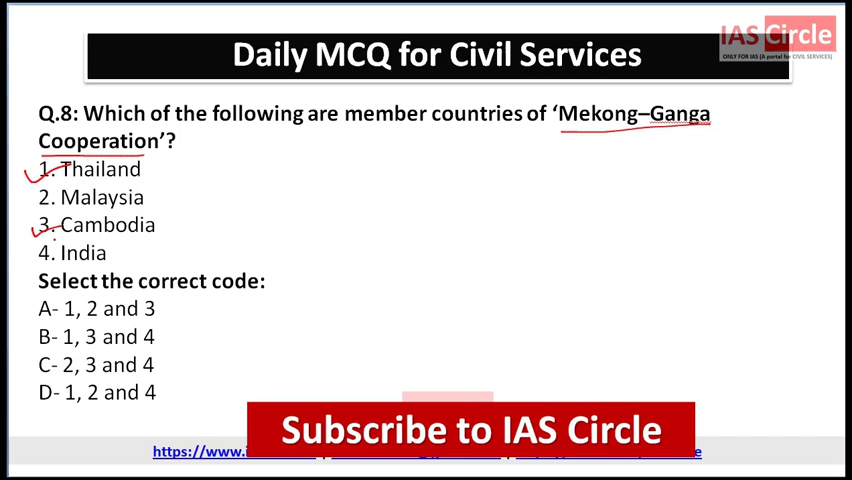 IAS Circle
ONLY FOR IAS (A portal for CIVIL SERVICES)
Daily MCQ for Civil Services
Q.8: Which of the following are member countries of ‘Mekong–Ganga
Cooperation’?
1. Thailand
2. Malaysia
3. Cambodia
4. India
Select the correct code:
A- 1, 2 and 3
B- 1, 3 and 4
C- 2, 3 and 4
D- 1, 2 and 4
Subscribe to IAS Circle
https://www.i